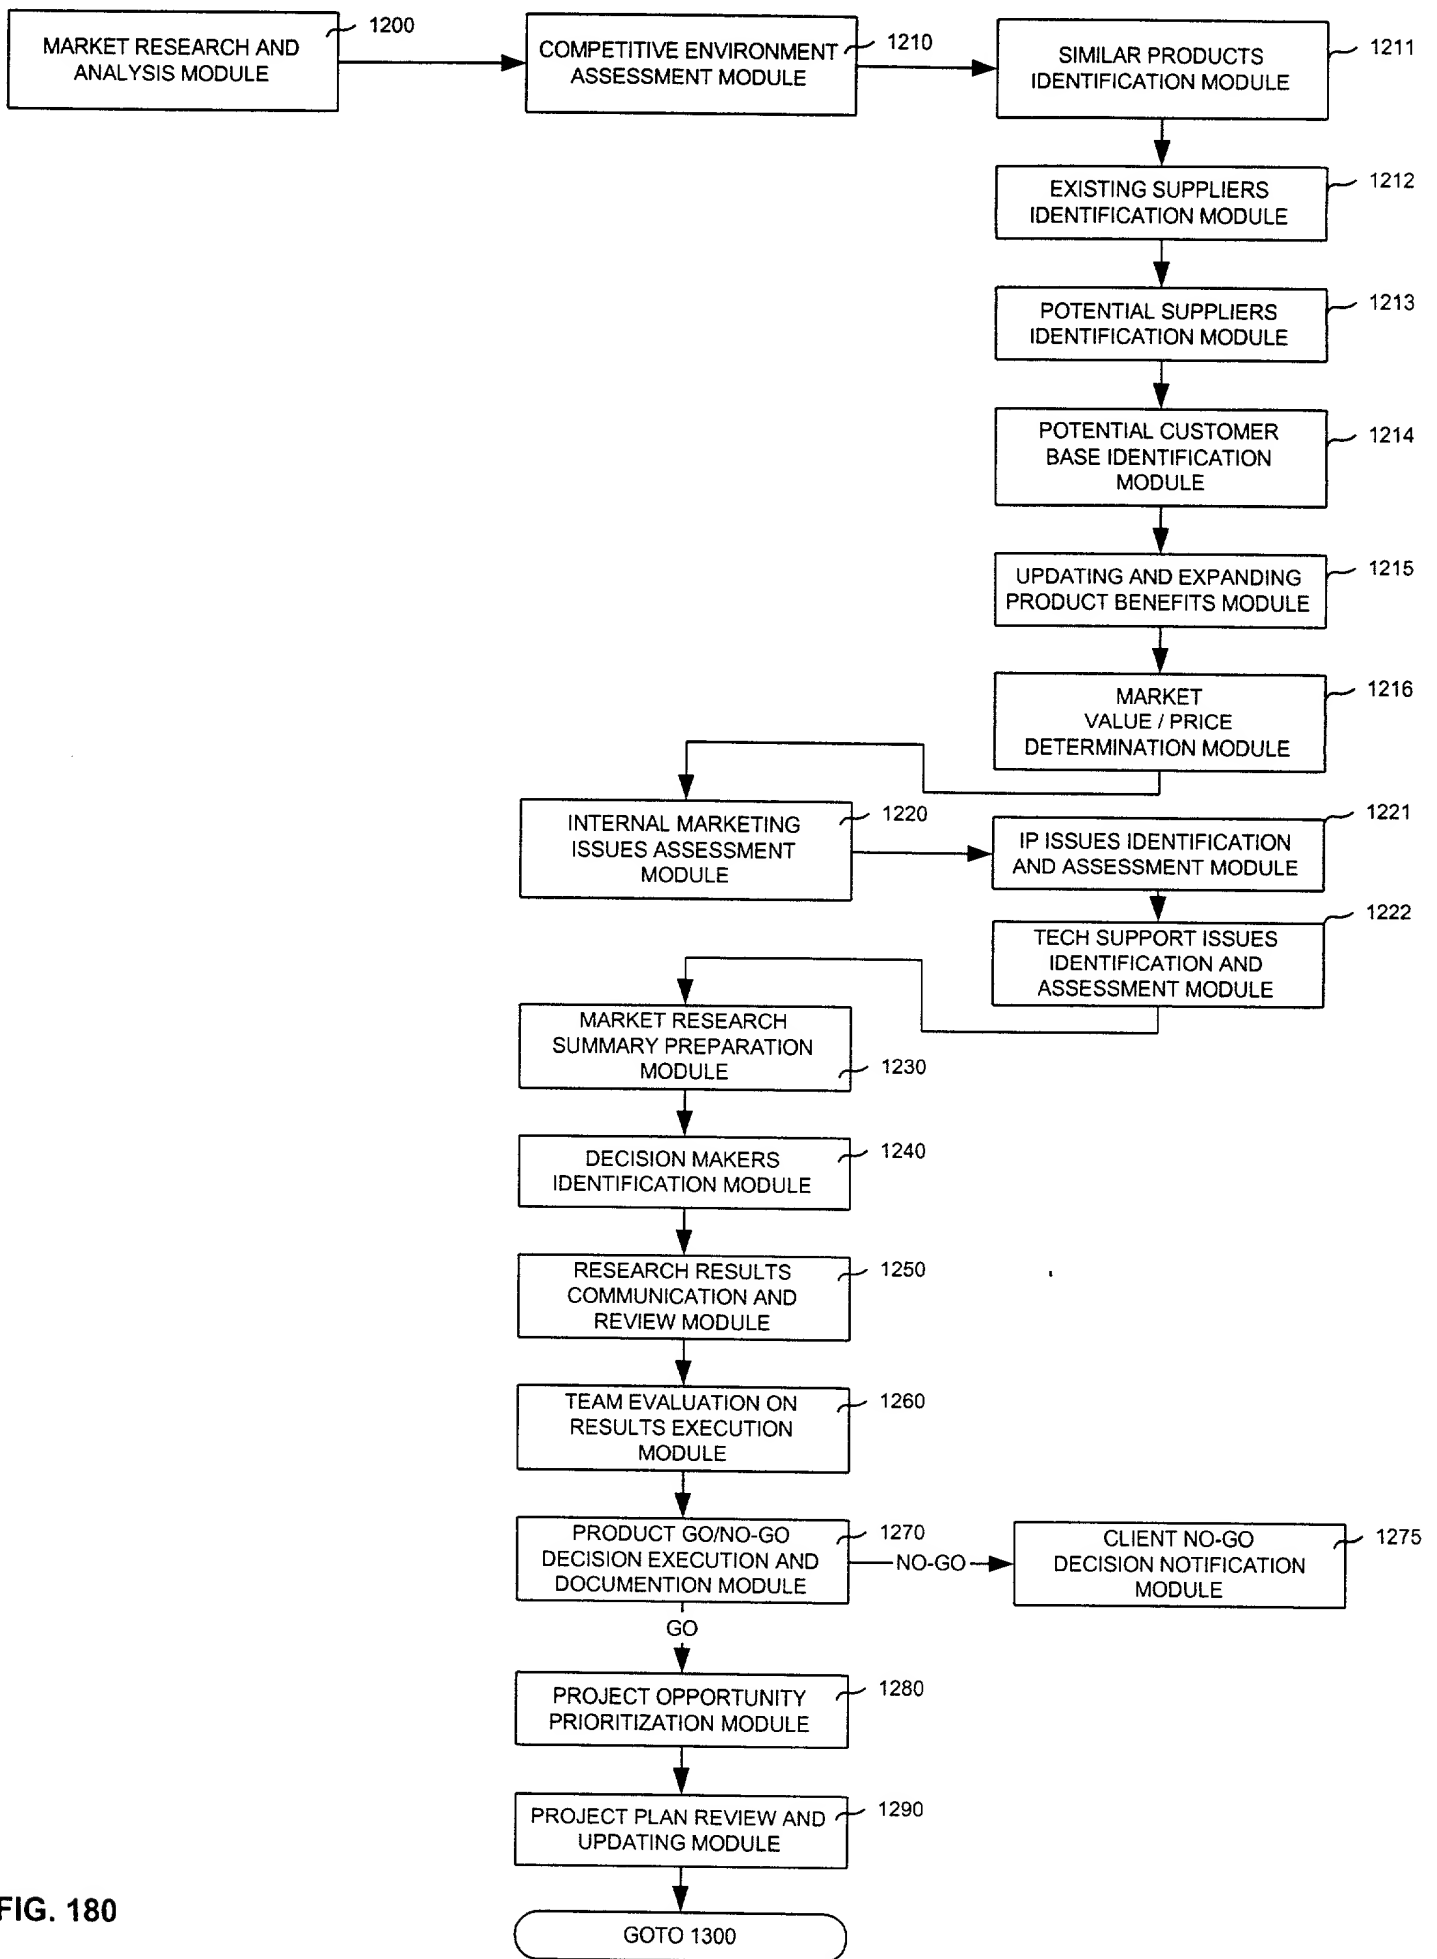 MARKET RESEARCH AND
ANALYSIS MODULE
1200
COMPETITIVE ENVIRONMENT
ASSESSMENT MODULE
1210
SIMILAR PRODUCTS
IDENTIFICATION MODULE
1211
EXISTING SUPPLIERS
IDENTIFICATION MODULE
1212
POTENTIAL SUPPLIERS
IDENTIFICATION MODULE
1213
POTENTIAL CUSTOMER
BASE IDENTIFICATION
MODULE
1214
UPDATING AND EXPANDING
PRODUCT BENEFITS MODULE
1215
MARKET
VALUE / PRICE
DETERMINATION MODULE
1216
INTERNAL MARKETING
ISSUES ASSESSMENT
MODULE
1220
IP ISSUES IDENTIFICATION
AND ASSESSMENT MODULE
1221
TECH SUPPORT ISSUES
IDENTIFICATION AND
ASSESSMENT MODULE
1222
MARKET RESEARCH
SUMMARY PREPARATION
MODULE
1230
DECISION MAKERS
IDENTIFICATION MODULE
1240
RESEARCH RESULTS
COMMUNICATION AND
REVIEW MODULE
1250
TEAM EVALUATION ON
RESULTS EXECUTION
MODULE
1260
PRODUCT GO/NO-GO
DECISION EXECUTION AND
DOCUMENTION MODULE
1270
NO-GO
CLIENT NO-GO
DECISION NOTIFICATION
MODULE
1275
GO
PROJECT OPPORTUNITY
PRIORITIZATION MODULE
1280
PROJECT PLAN REVIEW AND
UPDATING MODULE
1290
GOTO 1300
FIG. 180